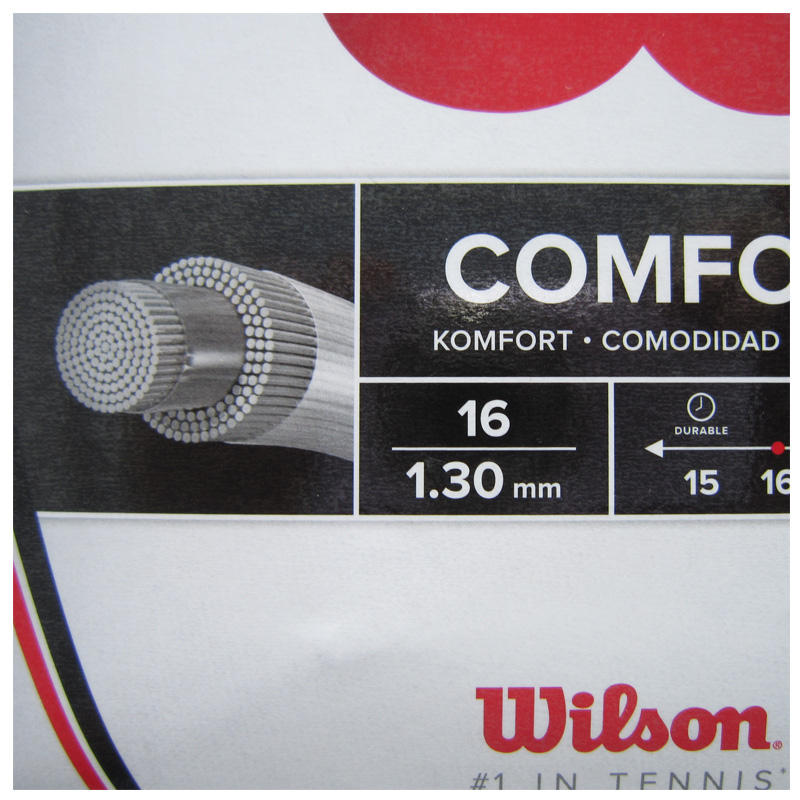 COMFO
KOMFORT • COMODIDAD
16
1.30 mm
DURABLE
15 16
Wilson®
#1 IN TENNIS*